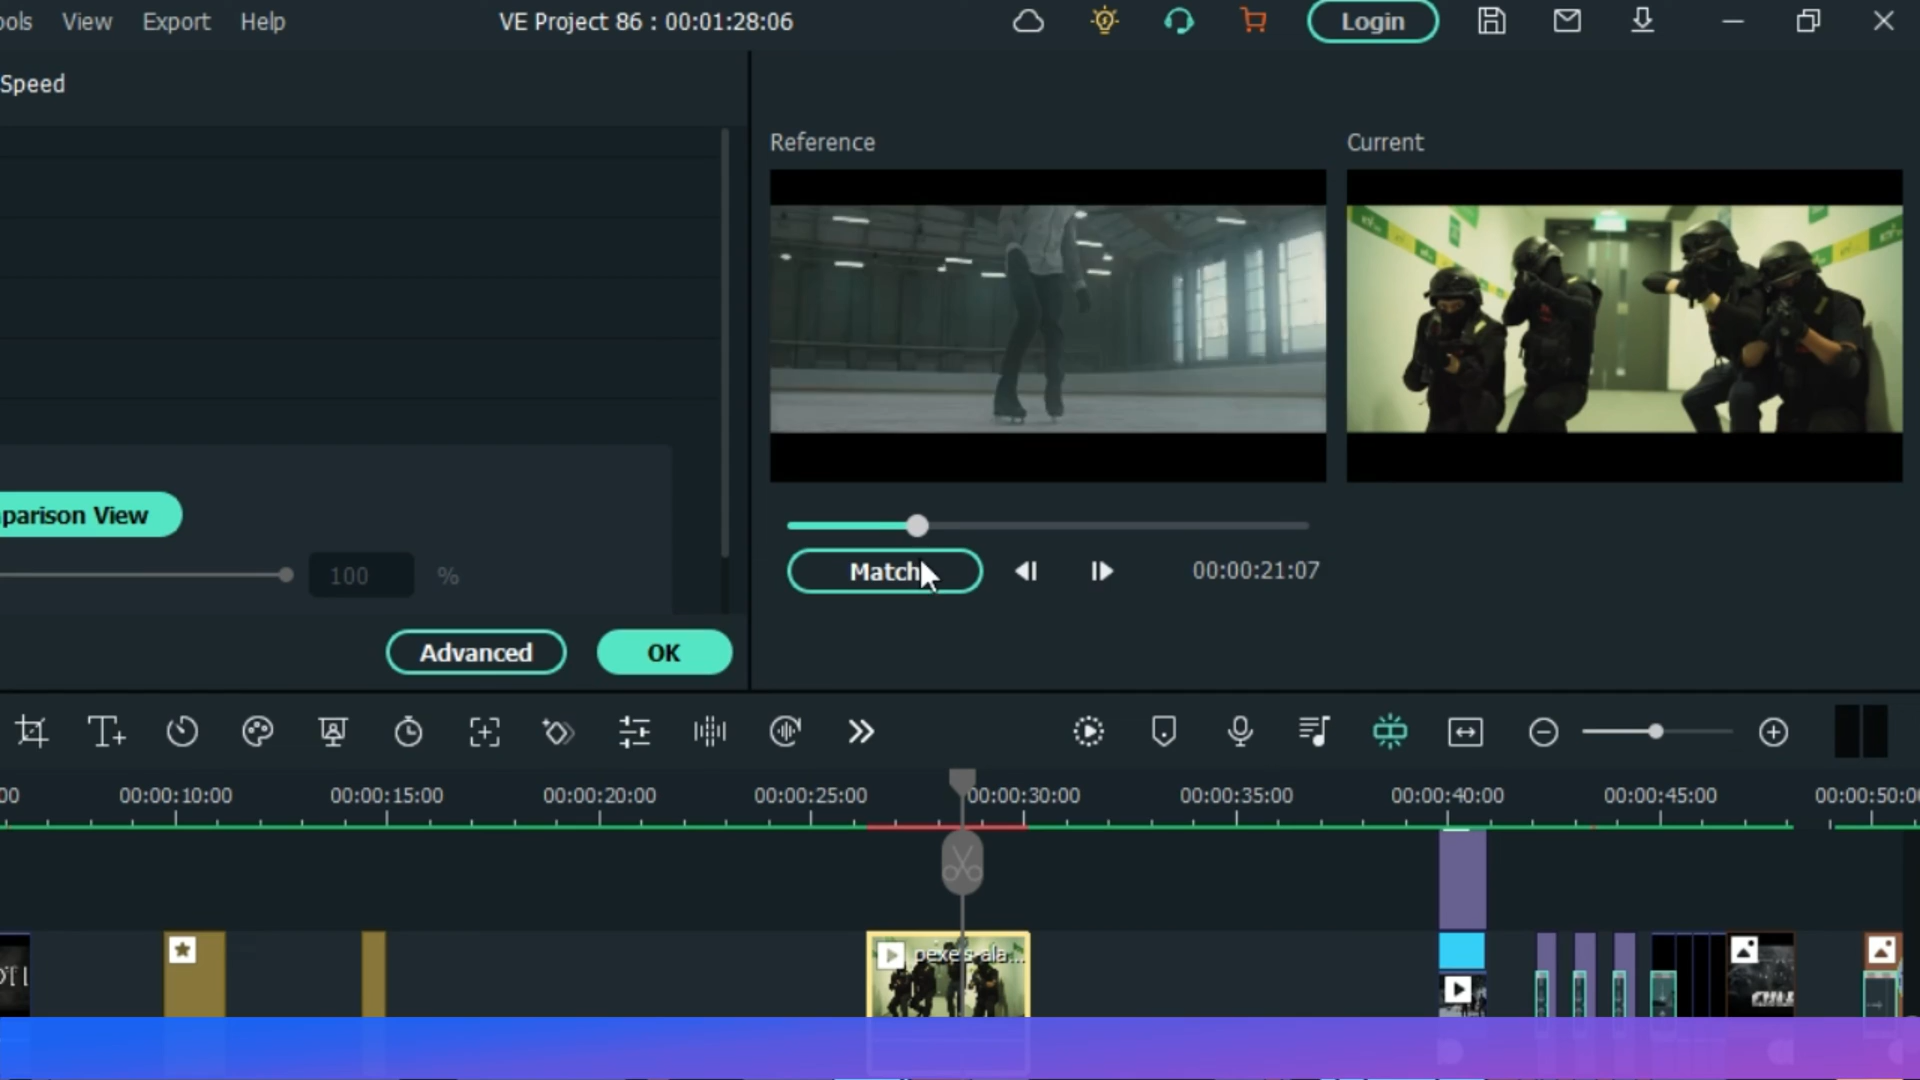 ools View Export Help VE Project 86 : 00:01:28:06 Login
Speed
Reference Current
parison View
100 %
Match 00:00:21:07
Advanced OK
00 00:00:10:00 00:00:15:00 00:00:20:00 00:00:25:00 00:00:30:00 00:00:35:00 00:00:40:00 00:00:45:00 00:00:50:00
pexels-ala...